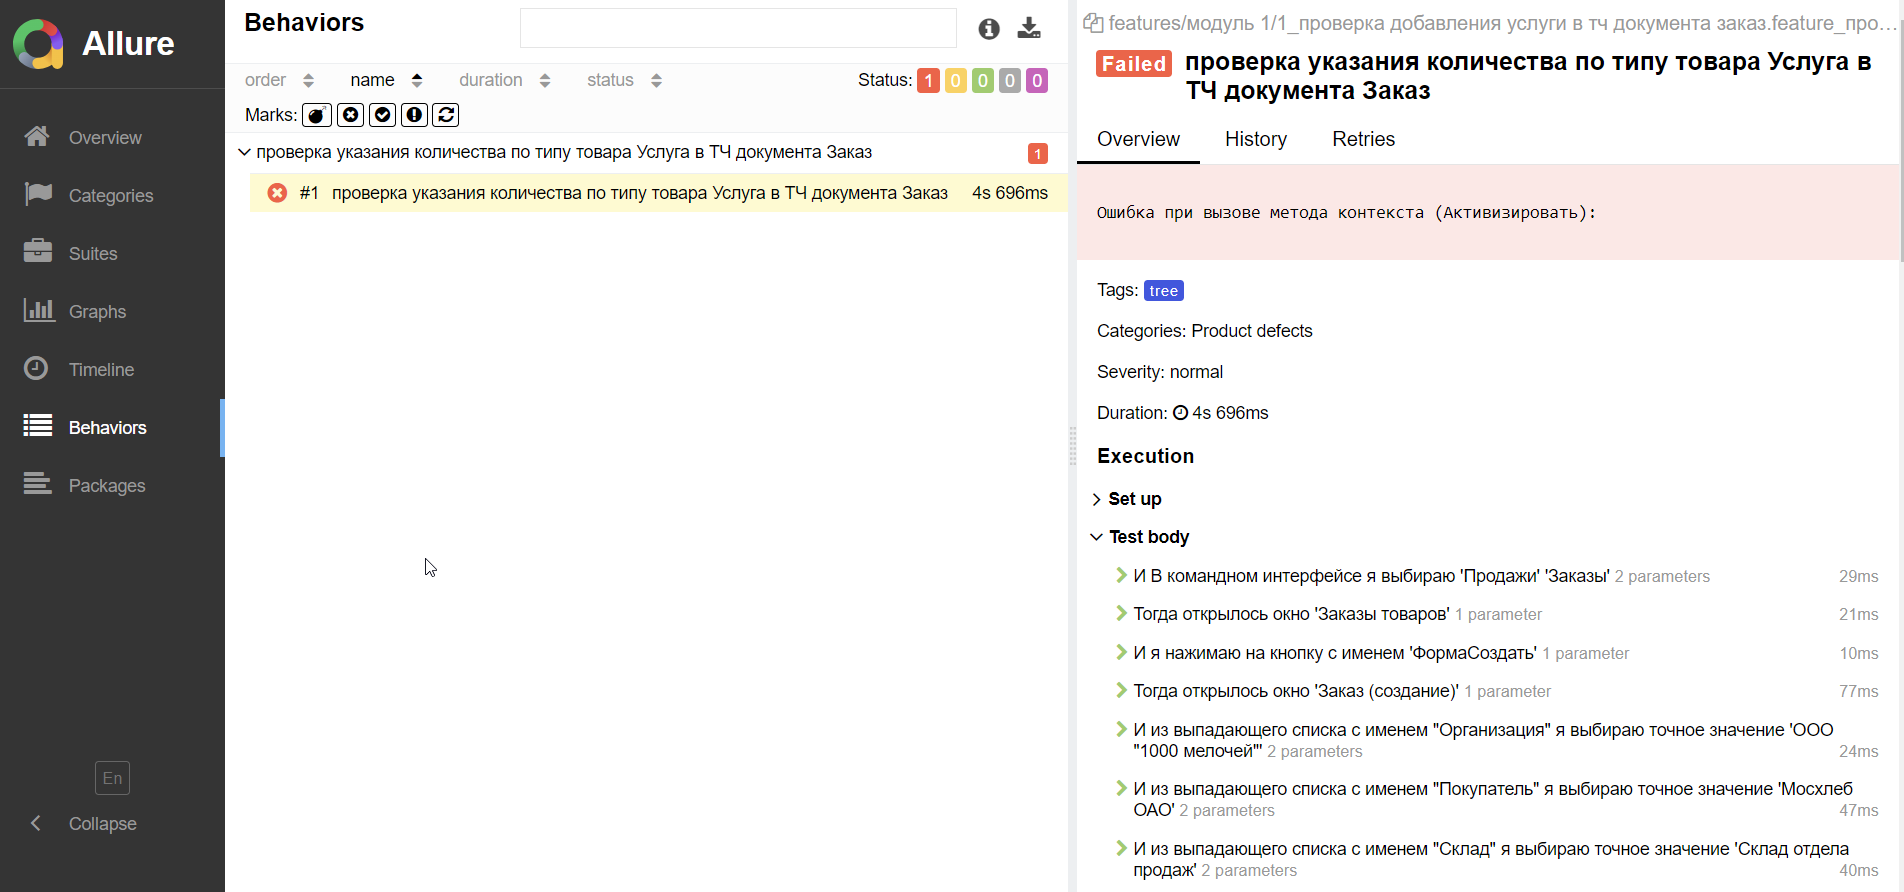 Allure
Overview
Categories
Suites
Graphs
Timeline
Behaviors
Packages
En
Collapse
Behaviors
order name duration status Status: 1 0 0 0 0
Marks:
проверка указания количества по типу товара Услуга в ТЧ документа Заказ 1
#1 проверка указания количества по типу товара Услуга в ТЧ документа Заказ 4s 696ms
features/модуль 1/1_проверка добавления услуги в тч документа заказ.feature_про...
Failed проверка указания количества по типу товара Услуга в
ТЧ документа Заказ
Overview History Retries
Ошибка при вызове метода контекста (Активизировать):
Tags: tree
Categories: Product defects
Severity: normal
Duration: 4s 696ms
Execution
Set up
Test body
И В командном интерфейсе я выбираю 'Продажи' 'Заказы' 2 parameters 29ms
Тогда открылось окно 'Заказы товаров' 1 parameter 21ms
И я нажимаю на кнопку с именем 'ФормаСоздать' 1 parameter 10ms
Тогда открылось окно 'Заказ (создание)' 1 parameter 77ms
И из выпадающего списка с именем "Организация" я выбираю точное значение 'ООО
"1000 мелочей"' 2 parameters 24ms
И из выпадающего списка с именем "Покупатель" я выбираю точное значение 'Мосхлеб
ОАО' 2 parameters 47ms
И из выпадающего списка с именем "Склад" я выбираю точное значение 'Склад отдела
продаж' 2 parameters 40ms